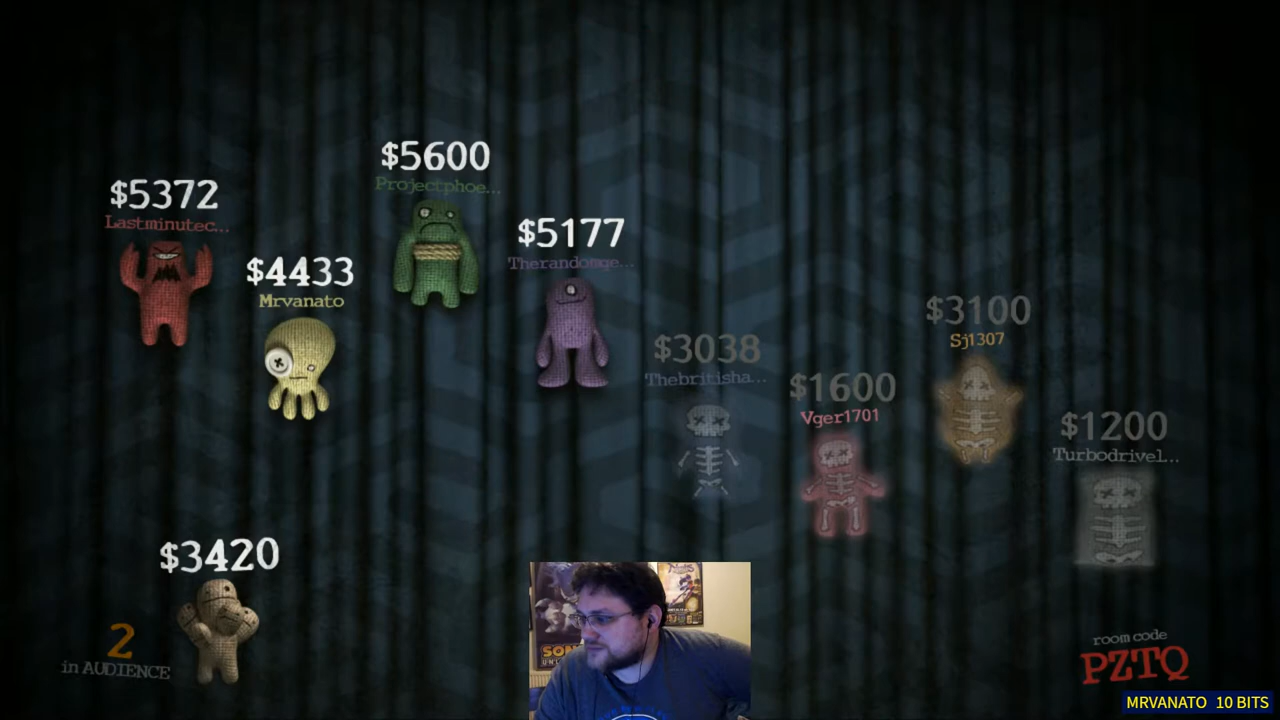 $5600
Projectphoe...
$5372
Lastminutec...
$5177
Therandomge...
$4433
Mrvanato
$3100
Sj1307
$3038
Thebritisha...
$1600
Vger1701
$1200
Turbodrivel...
$3420
2
in AUDIENCE
room code
PZTQ
SON
MRVANATO 10 BITS